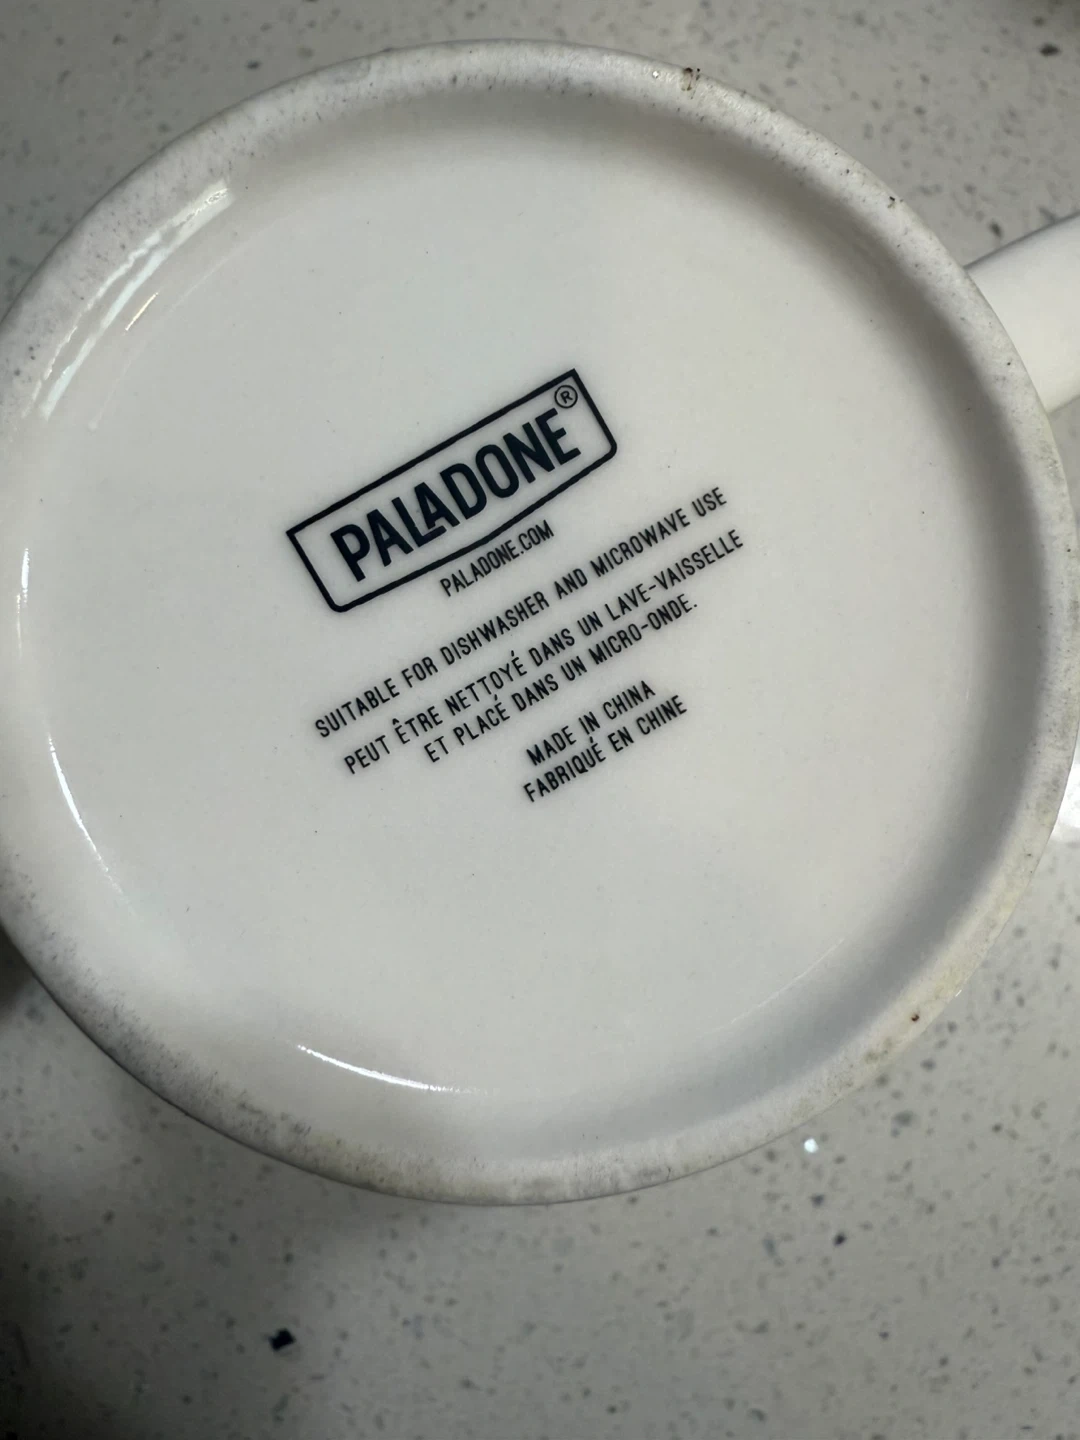 PALADONE®
PALADONE.COM
SUITABLE FOR DISHWASHER AND MICROWAVE USE
PEUT ÊTRE NETTOYÉ DANS UN LAVE-VAISSELLE
ET PLACÉ DANS UN MICRO-ONDE.
MADE IN CHINA
FABRIQUÉ EN CHINE